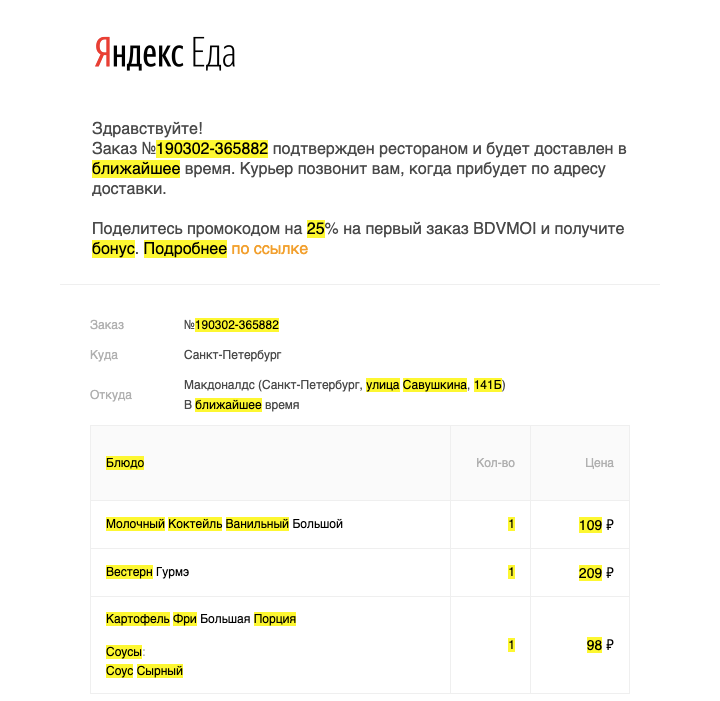 Яндекс Еда
Здравствуйте!
Заказ №190302-365882 подтвержден рестораном и будет доставлен в
ближайшее время. Курьер позвонит вам, когда прибудет по адресу
доставки.
Поделитесь промокодом на 25% на первый заказ BDVMOI и получите
бонус. Подробнее по ссылке
Заказ №190302-365882
Куда Санкт-Петербург
Откуда Макдоналдс (Санкт-Петербург, улица Савушкина, 141Б)
В ближайшее время
Блюдо Кол-во Цена
Молочный Коктейль Ванильный Большой 1 109 ₽
Вестерн Гурмэ 1 209 ₽
Картофель Фри Большая Порция
Соусы: 1 98 ₽
Соус Сырный